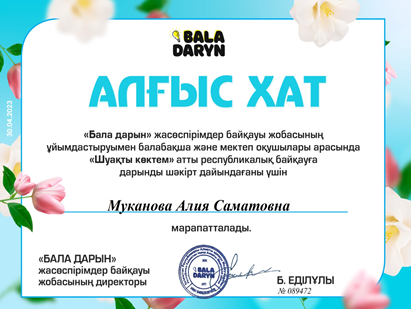 BALA
DARYN
АЛҒЫС ХАТ
30.04.2023
«Бала дарын» жасөспірімдер байқауы жобасының
ұйымдастыруымен балабақша және мектеп оқушылары арасында
«Шуақты көктем» атты республикалық байқауға
дарынды шәкірт дайындағаны үшін
Муканова Алия Саматовна
марапатталады.
«БАЛА ДАРЫН»
жасөспірімдер байқауы
жобасының директоры
BALA
DARYN
Б. ЕДІЛҰЛЫ
№ 089472